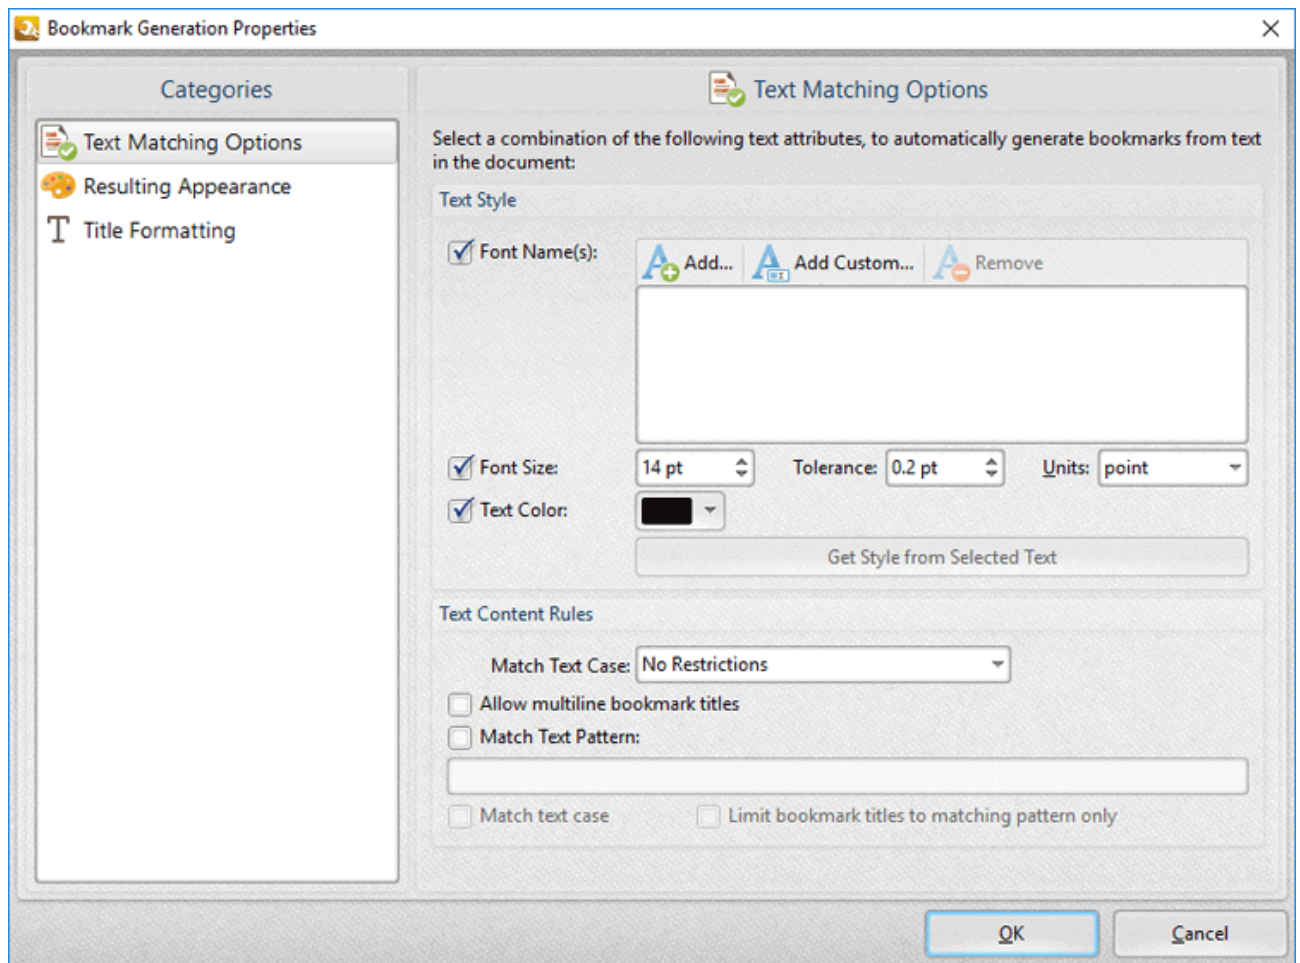 Bookmark Generation Properties
Categories
Text Matching Options
Resulting Appearance
Title Formatting
Text Matching Options
Select a combination of the following text attributes, to automatically generate bookmarks from text
in the document:
Text Style
Font Name(s):
Add...
Add Custom...
Remove
Font Size:
14 pt
Tolerance:
0.2 pt
Units:
point
Text Color:
Get Style from Selected Text
Text Content Rules
Match Text Case:
No Restrictions
Allow multiline bookmark titles
Match Text Pattern:
Match text case
Limit bookmark titles to matching pattern only
OK
Cancel